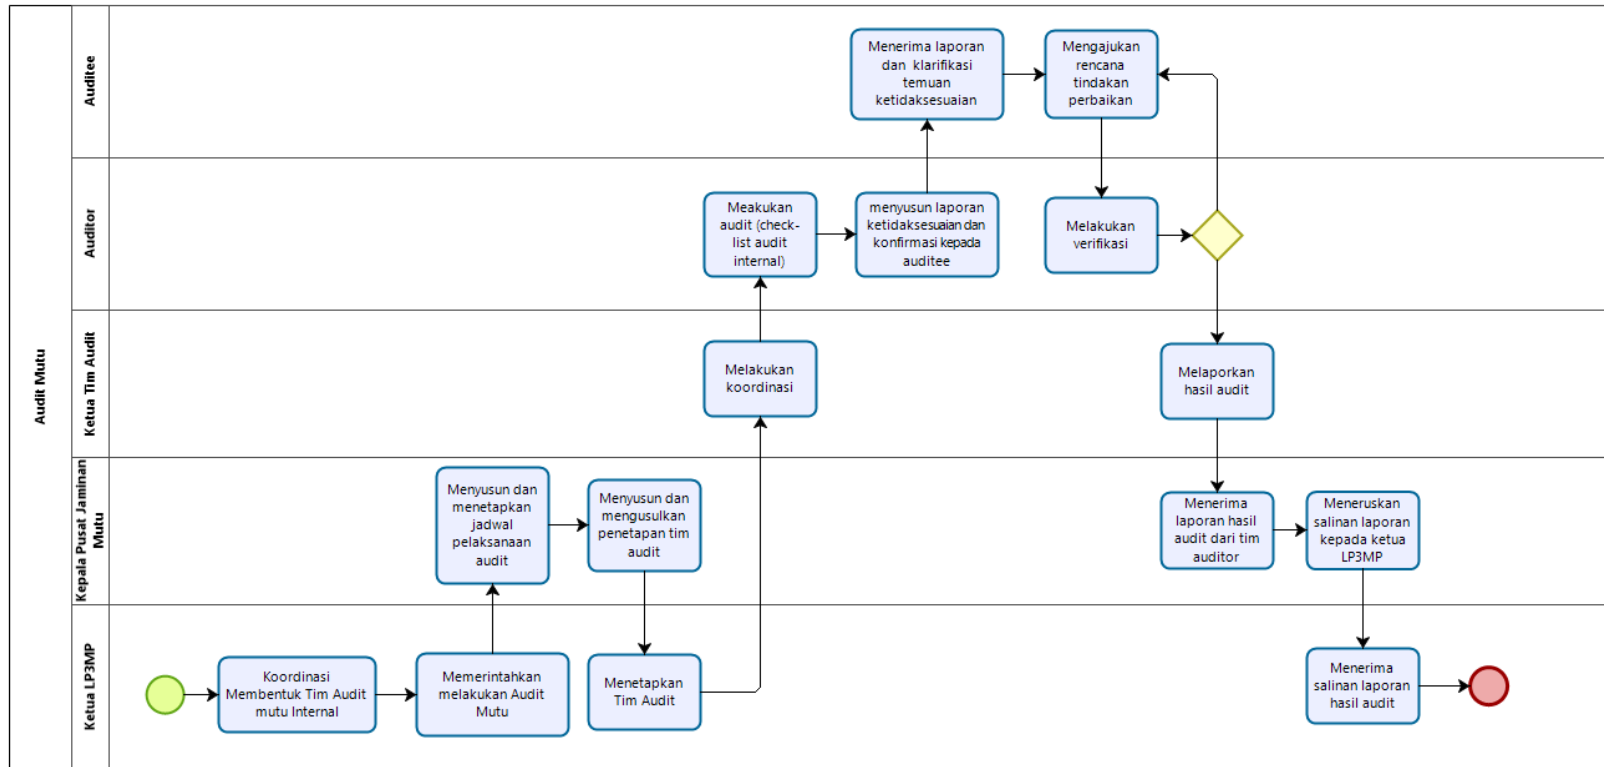 Audit Mutu
Auditee
Menerima laporan
dan klarifikasi
temuan
ketidaksesuaian
Mengajukan
rencana
tindakan
perbaikan
Auditor
Meakukan
audit (check-
list audit
internal)
menyusun laporan
ketidaksesuaian dan
konfirmasi kepada
auditee
Melakukan
verifikasi
Ketua Tim Audit
Melakukan
koordinasi
Melaporkan
hasil audit
Kepala Pusat Jaminan
Mutu
Menyusun dan
menetapkan
jadwal
pelaksanaan
audit
Menyusun dan
mengusulkan
penetapan tim
audit
Menerima
laporan hasil
audit dari tim
auditor
Meneruskan
salinan laporan
kepada ketua
LP3MP
Ketua LP3MP
Koordinasi
Membentuk Tim Audit
mutu Internal
Memerintahkan
melakukan Audit
Mutu
Menetapkan
Tim Audit
Menerima
salinan laporan
hasil audit